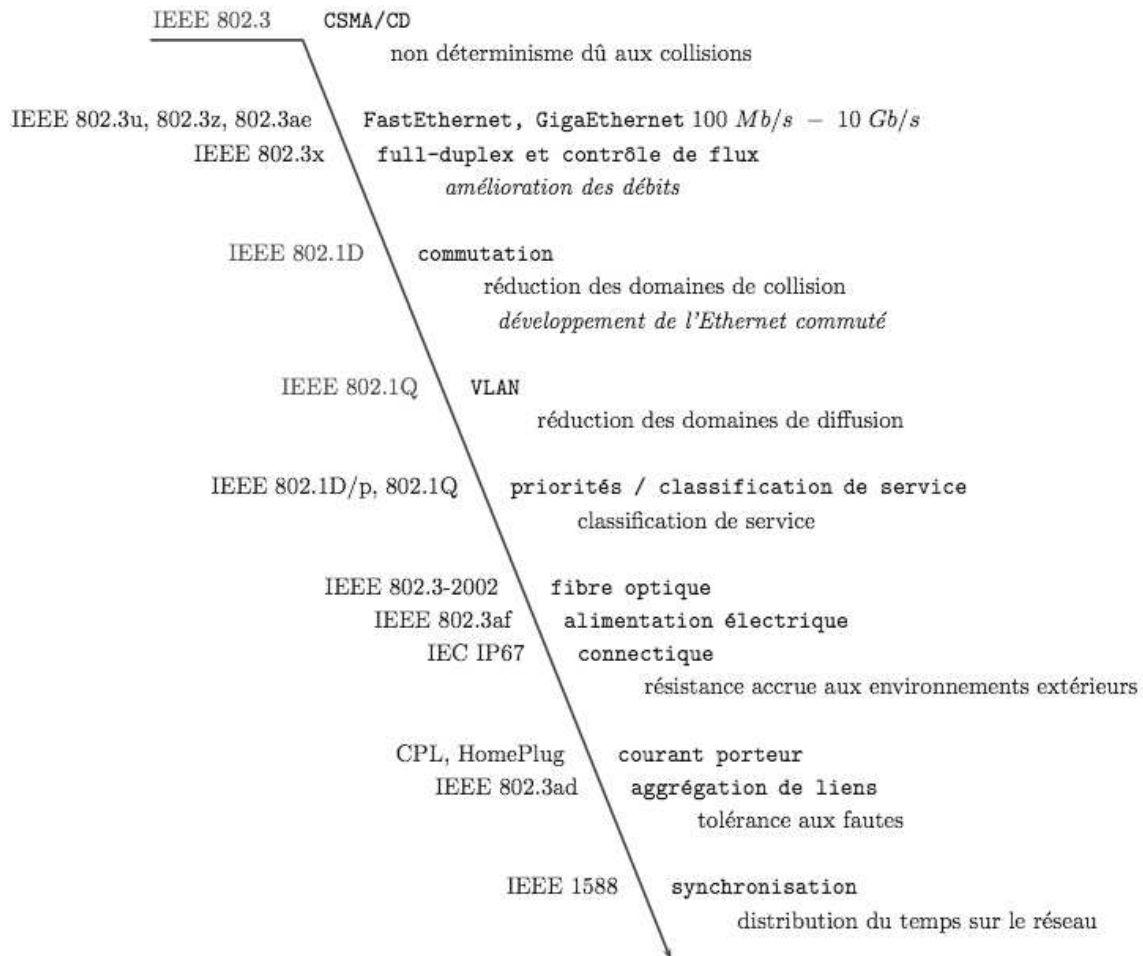 IEEE 802.3 CSMA/CD
non déterminisme dû aux collisions
IEEE 802.3u, 802.3z, 802.3ae FastEthernet, GigaEthernet 100 Mb/s − 10 Gb/s
IEEE 802.3x full-duplex et contrôle de flux
amélioration des débits
IEEE 802.1D commutation
réduction des domaines de collision
développement de l'Ethernet commuté
IEEE 802.1Q VLAN
réduction des domaines de diffusion
IEEE 802.1D/p, 802.1Q priorités / classification de service
classification de service
IEEE 802.3-2002 fibre optique
IEEE 802.3af alimentation électrique
IEC IP67 connectique
résistance accrue aux environnements extérieurs
CPL, HomePlug courant porteur
IEEE 802.3ad aggrégation de liens
tolérance aux fautes
IEEE 1588 synchronisation
distribution du temps sur le réseau